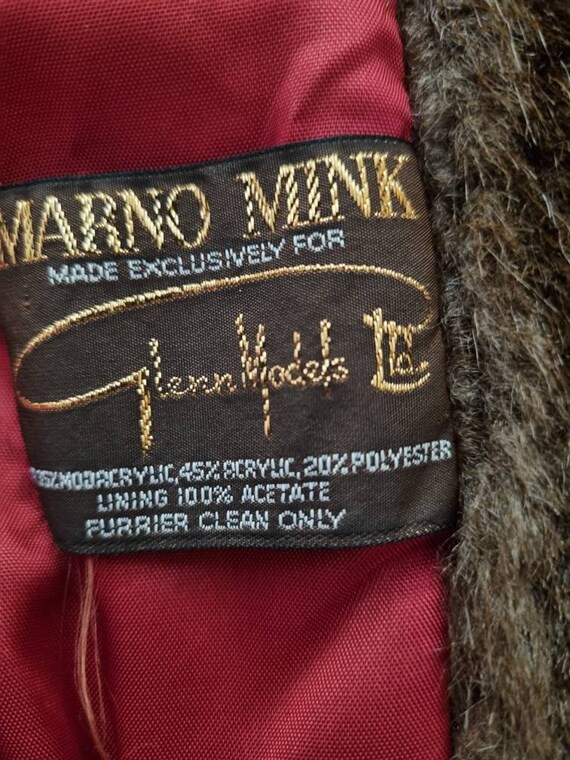 MARNO MINK
MADE EXCLUSIVELY FOR
Glenn Models Ltd.
35% MODACRYLIC, 45% ACRYLIC, 20% POLYESTER
LINING 100% ACETATE
FURRIER CLEAN ONLY